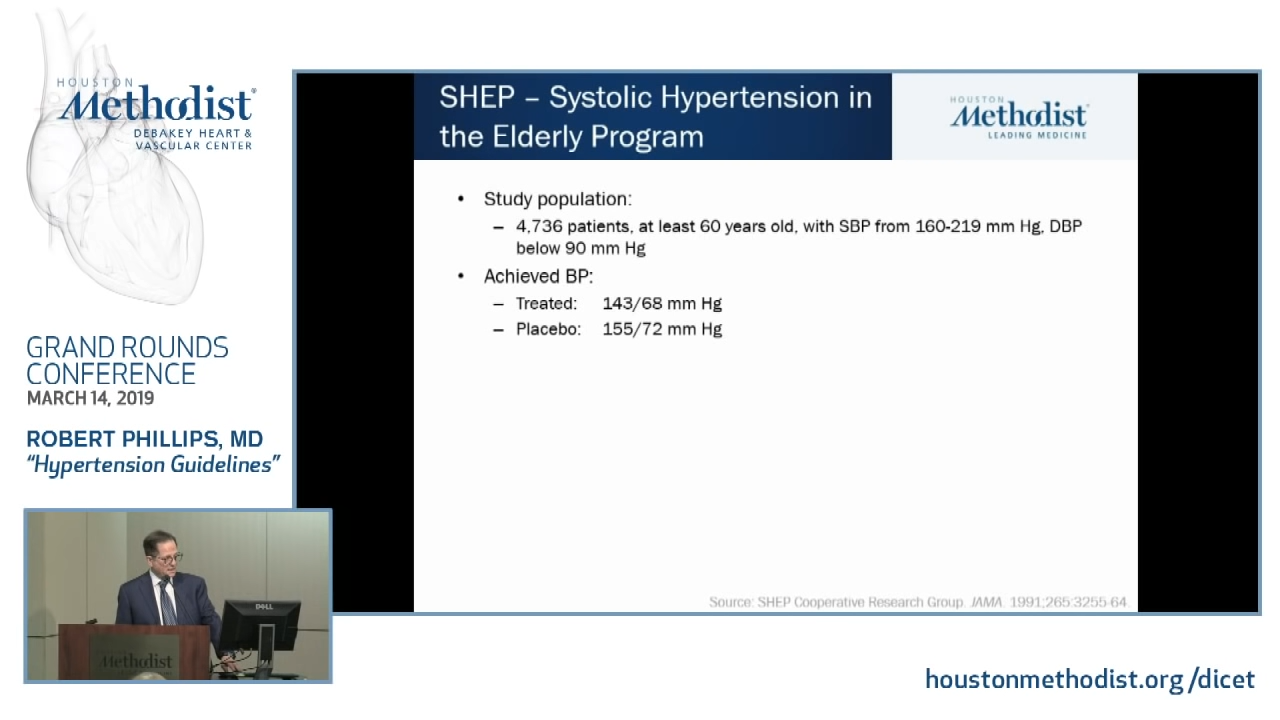 HOUSTON
Methodist®
DEBAKEY HEART &
VASCULAR CENTER
GRAND ROUNDS
CONFERENCE
MARCH 14, 2019
ROBERT PHILLIPS, MD
“Hypertension Guidelines”
SHEP – Systolic Hypertension in
the Elderly Program
HOUSTON
Methodist
LEADING MEDICINE
• Study population:
– 4,736 patients, at least 60 years old, with SBP from 160-219 mm Hg, DBP
below 90 mm Hg
• Achieved BP:
– Treated: 143/68 mm Hg
– Placebo: 155/72 mm Hg
Source: SHEP Cooperative Research Group. JAMA. 1991;265:3255-64.
DELL
Methodist
houstonmethodist.org/dicet